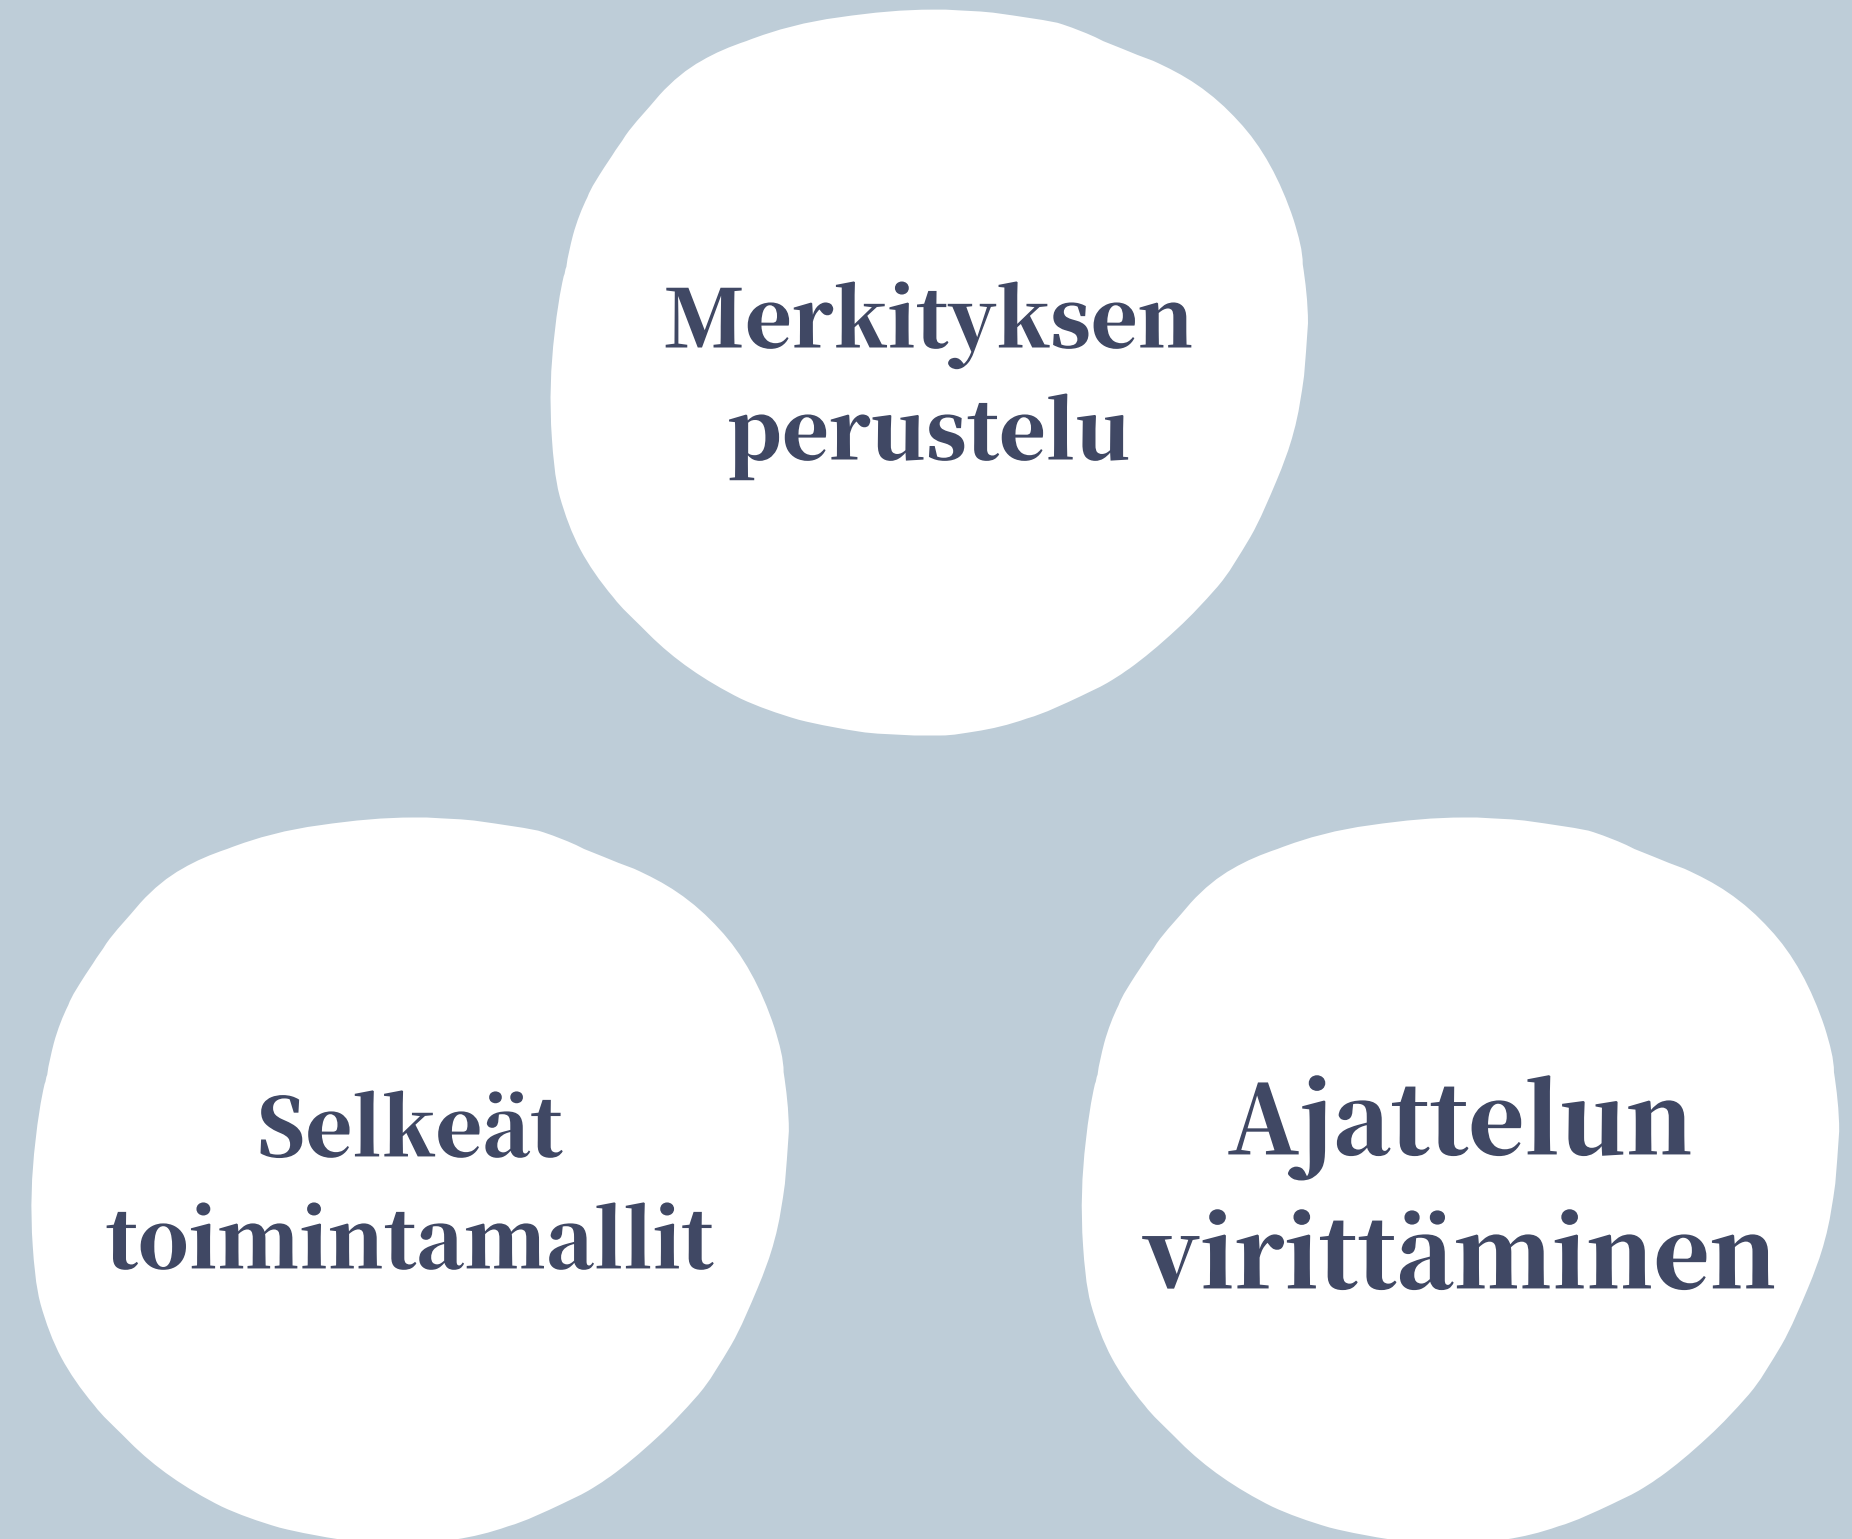 Merkityksen
perustelu
Selkeät
toimintamallit
Ajattelun
virittäminen